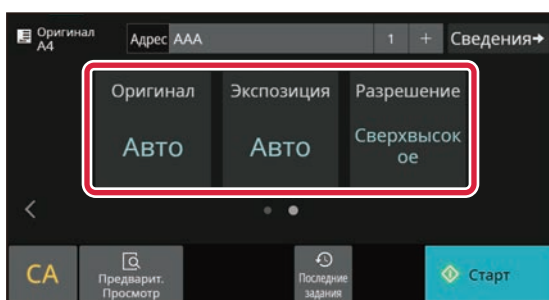 Оригинал
A4
Адрес AAA 1 + Сведения
Оригинал Экспозиция Разрешение
Авто Авто Сверхвысок
ое
CA Предварит.
Просмотр
Последние
задания
Старт